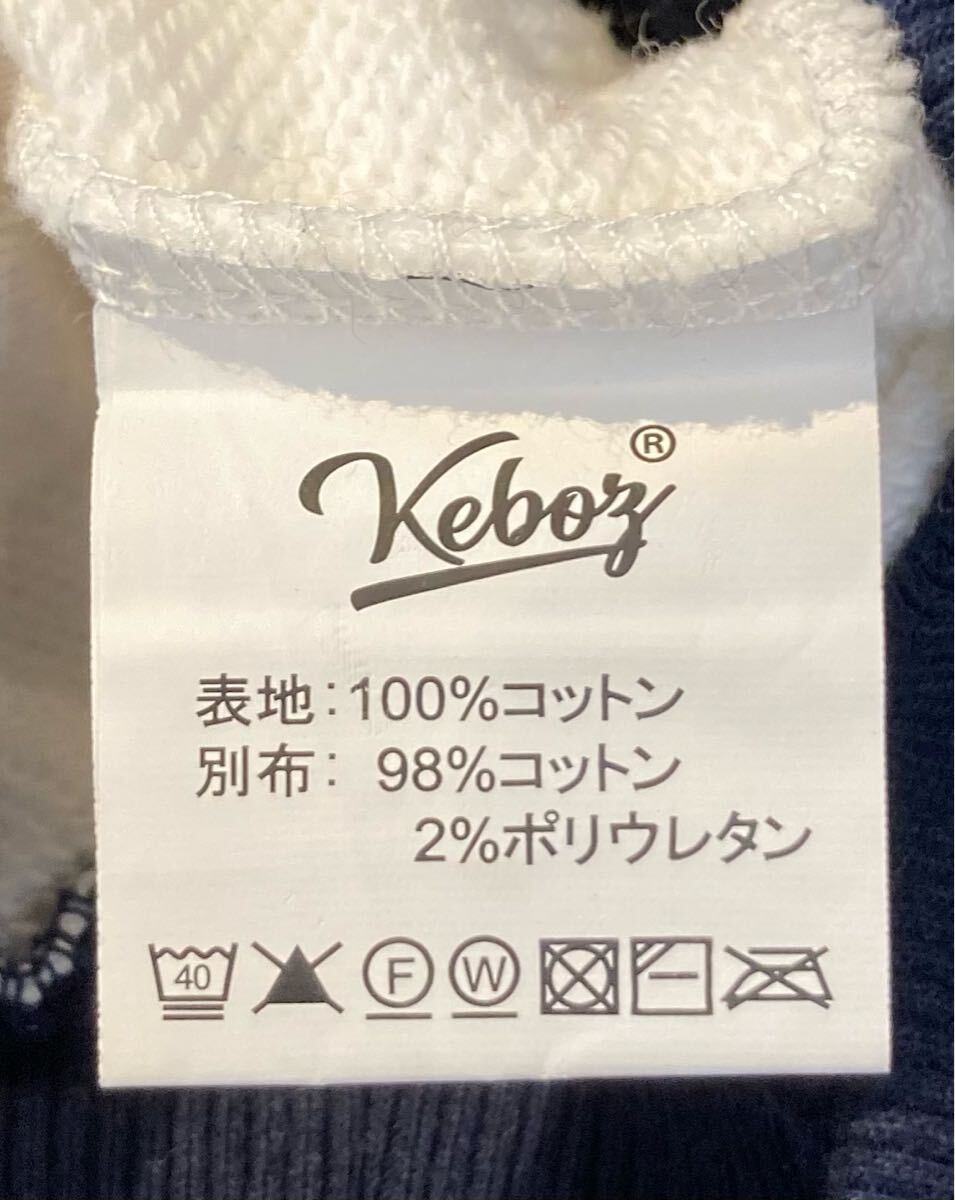 Keboz®
表地:100%コットン
別布: 98%コットン
2%ポリウレタン
40 F W